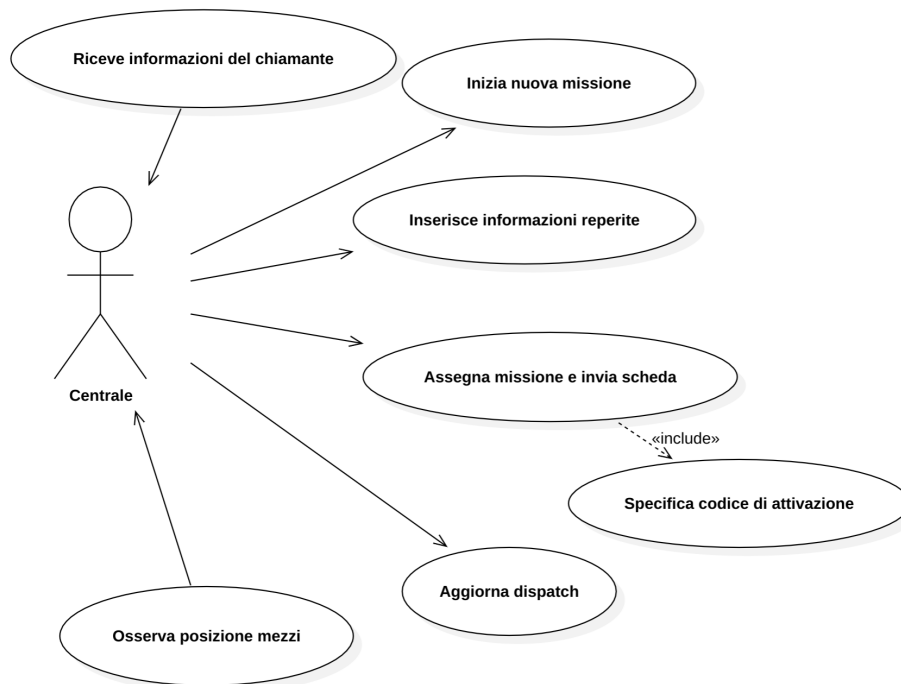 Riceve informazioni del chiamante
Inizia nuova missione
Inserisce informazioni reperite
Assegna missione e invia scheda
Centrale
«include»
Specifica codice di attivazione
Aggiorna dispatch
Osserva posizione mezzi